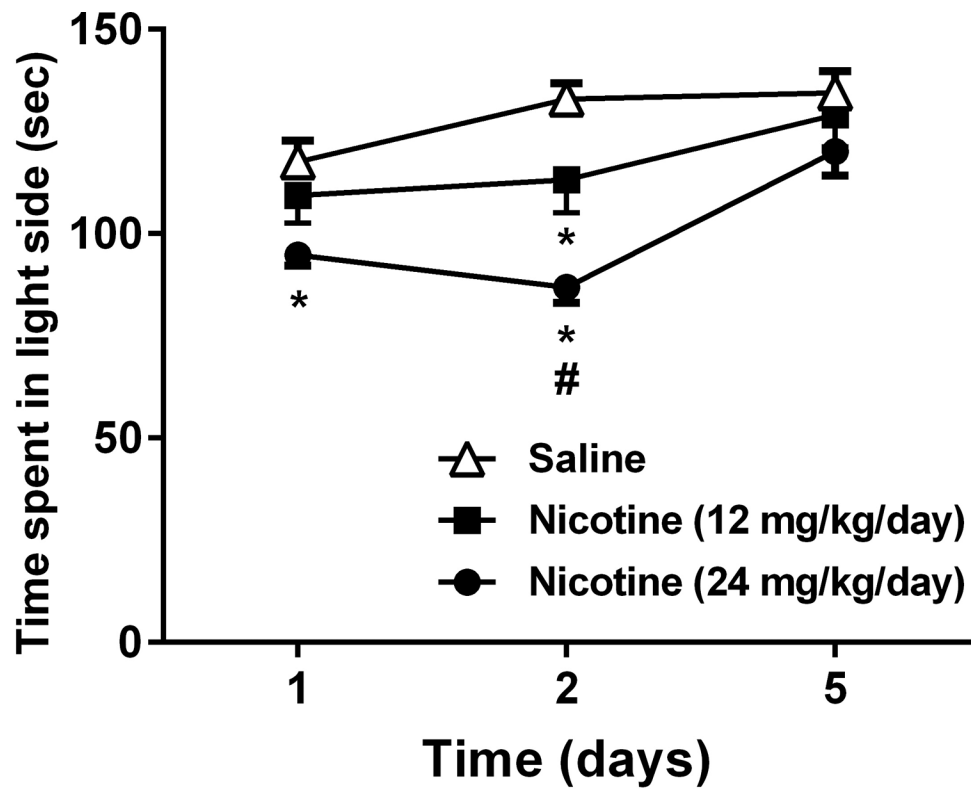 Time spent in light side (sec)
150
100
50
0
*
*
*
#
Saline
Nicotine (12 mg/kg/day)
Nicotine (24 mg/kg/day)
1 2 5
Time (days)